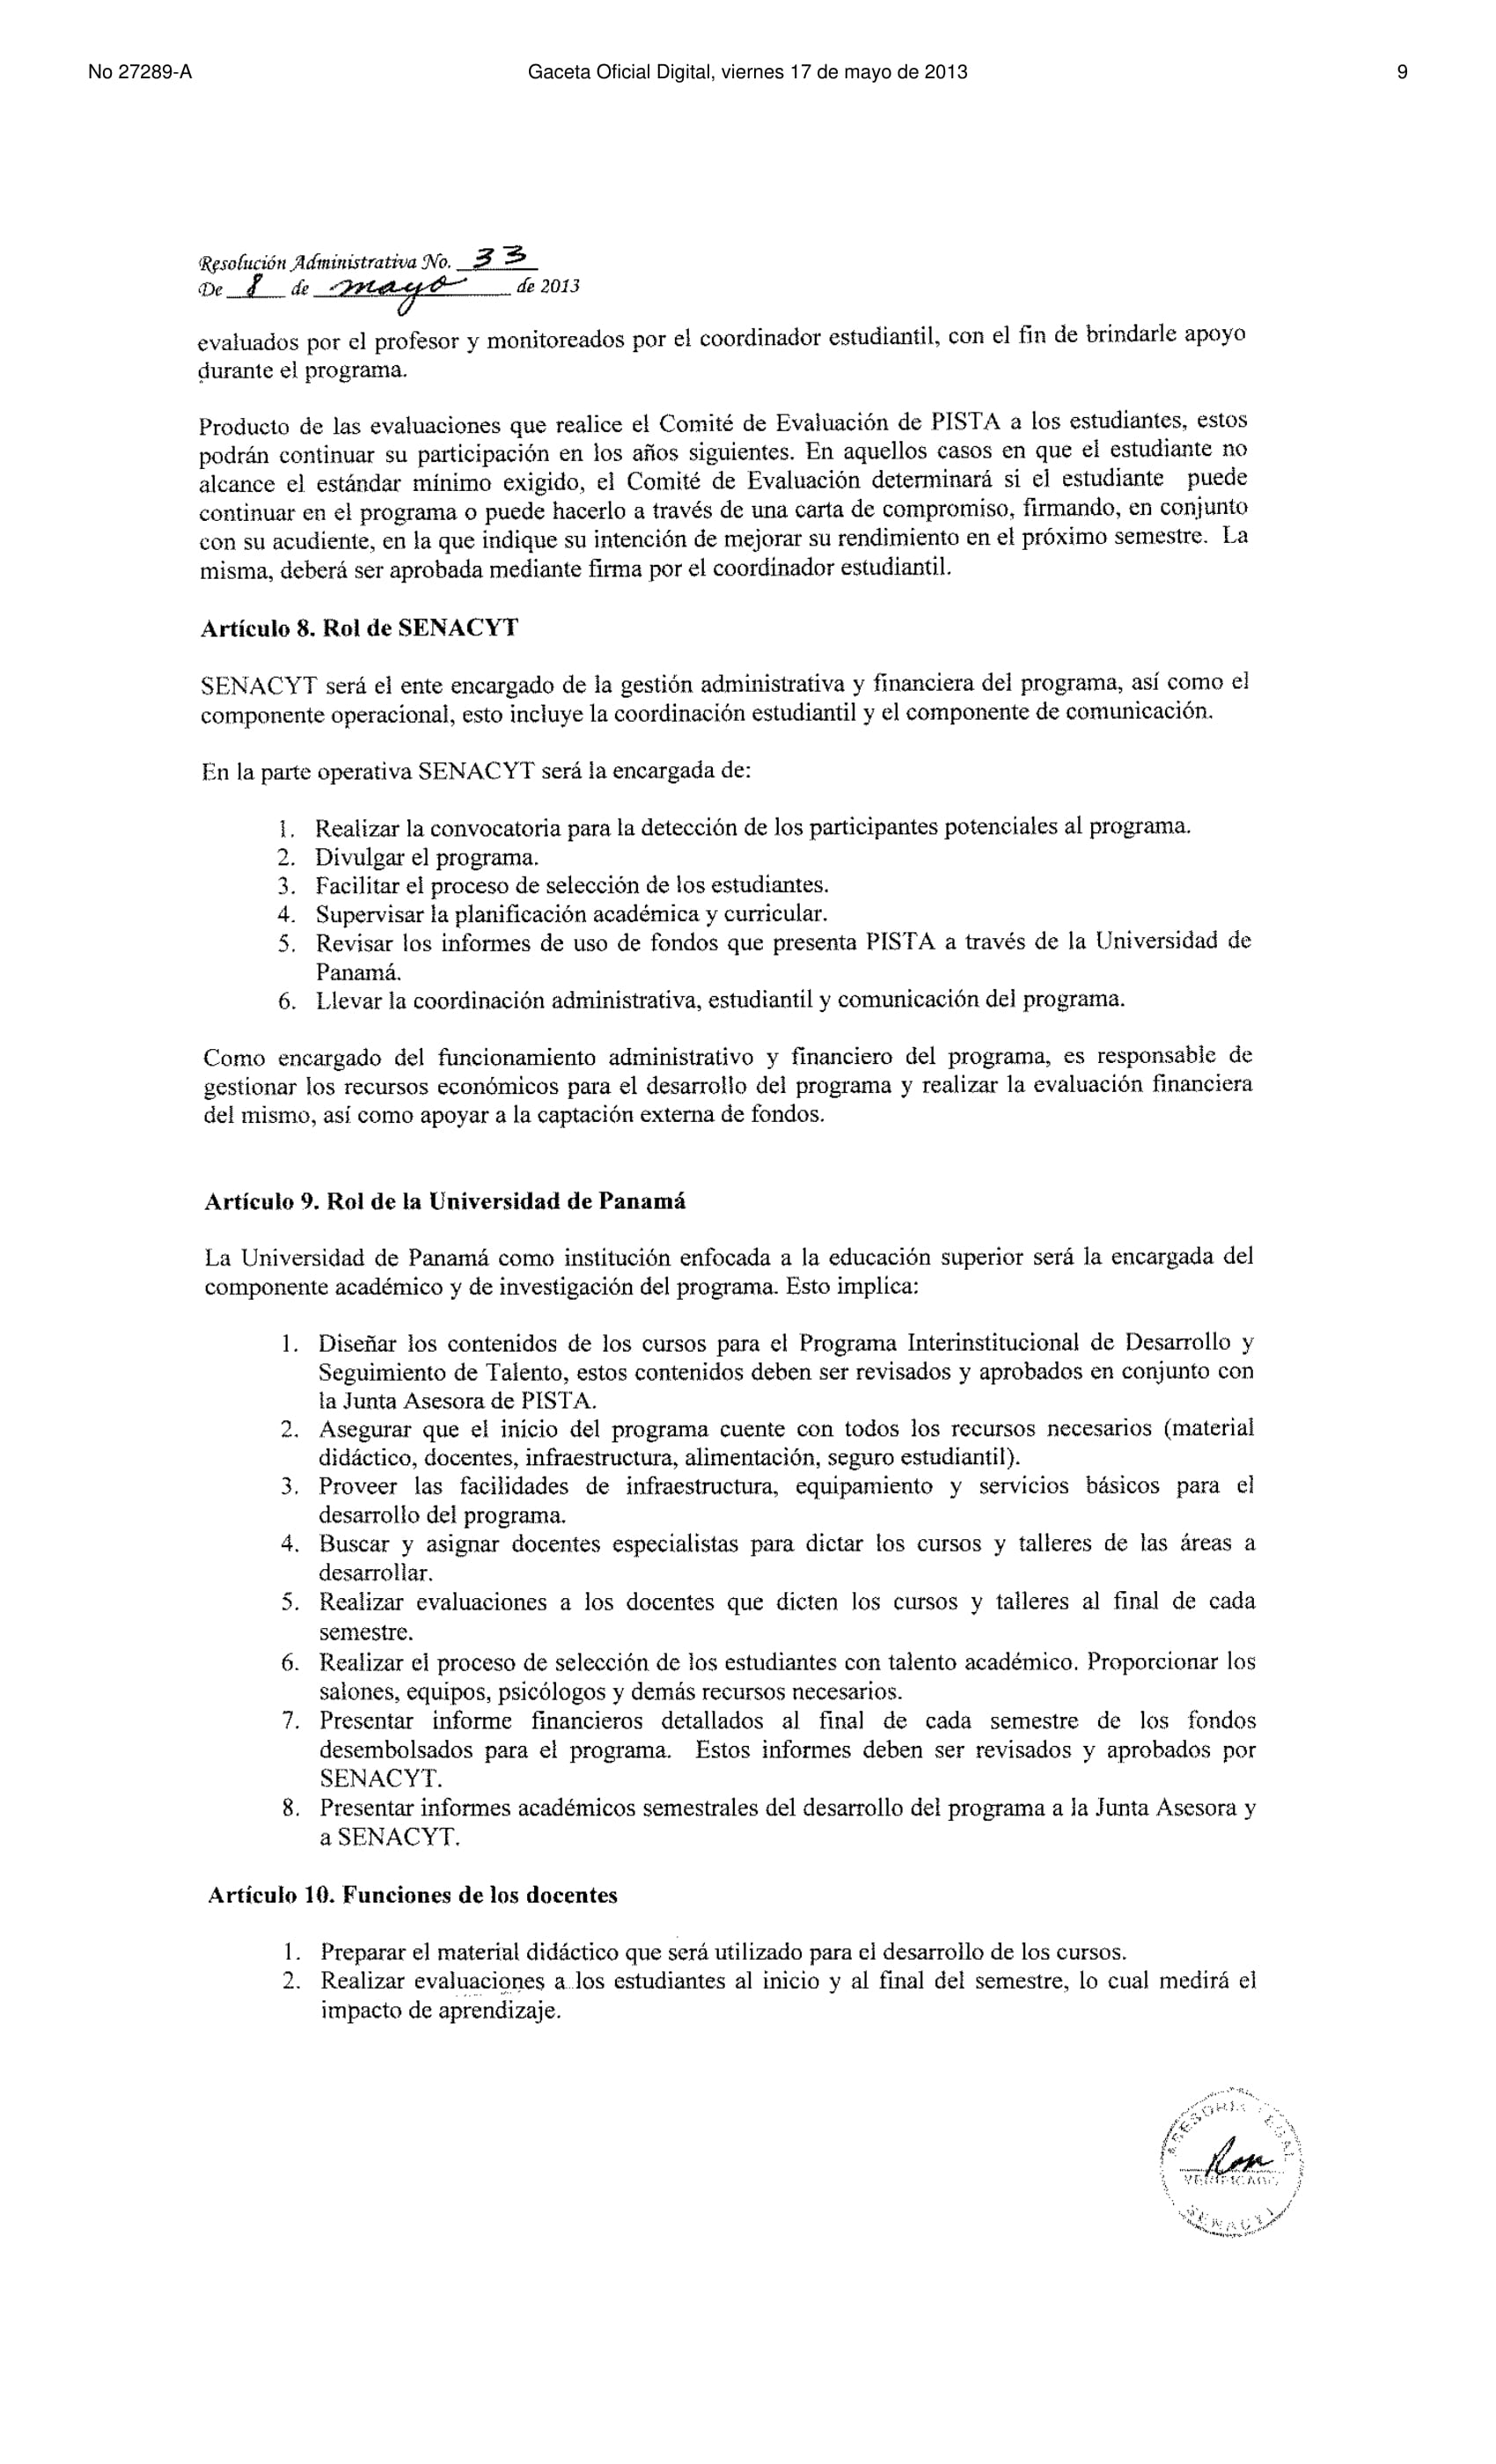 No 27289-A Gaceta Oficial Digital, viernes 17 de mayo de 2013 9
Resolución Administrativa No. 33
De 8 de mayo de 2013
evaluados por el profesor y monitoreados por el coordinador estudiantil, con el fin de brindarle apoyo
durante el programa.
Producto de las evaluaciones que realice el Comité de Evaluación de PISTA a los estudiantes, estos
podrán continuar su participación en los años siguientes. En aquellos casos en que el estudiante no
alcance el estándar mínimo exigido, el Comité de Evaluación determinará si el estudiante puede
continuar en el programa o puede hacerlo a través de una carta de compromiso, firmando, en conjunto
con su acudiente, en la que indique su intención de mejorar su rendimiento en el próximo semestre. La
misma, deberá ser aprobada mediante firma por el coordinador estudiantil.
Artículo 8. Rol de SENACYT
SENACYT será el ente encargado de la gestión administrativa y financiera del programa, así como el
componente operacional, esto incluye la coordinación estudiantil y el componente de comunicación.
En la parte operativa SENACYT será la encargada de:
1. Realizar la convocatoria para la detección de los participantes potenciales al programa.
2. Divulgar el programa.
3. Facilitar el proceso de selección de los estudiantes.
4. Supervisar la planificación académica y curricular.
5. Revisar los informes de uso de fondos que presenta PISTA a través de la Universidad de
Panamá.
6. Llevar la coordinación administrativa, estudiantil y comunicación del programa.
Como encargado del funcionamiento administrativo y financiero del programa, es responsable de
gestionar los recursos económicos para el desarrollo del programa y realizar la evaluación financiera
del mismo, así como apoyar a la captación externa de fondos.
Artículo 9. Rol de la Universidad de Panamá
La Universidad de Panamá como institución enfocada a la educación superior será la encargada del
componente académico y de investigación del programa. Esto implica:
1. Diseñar los contenidos de los cursos para el Programa Interinstitucional de Desarrollo y
Seguimiento de Talento, estos contenidos deben ser revisados y aprobados en conjunto con
la Junta Asesora de PISTA.
2. Asegurar que el inicio del programa cuente con todos los recursos necesarios (material
didáctico, docentes, infraestructura, alimentación, seguro estudiantil).
3. Proveer las facilidades de infraestructura, equipamiento y servicios básicos para el
desarrollo del programa.
4. Buscar y asignar docentes especialistas para dictar los cursos y talleres de las áreas a
desarrollar.
5. Realizar evaluaciones a los docentes que dicten los cursos y talleres al final de cada
semestre.
6. Realizar el proceso de selección de los estudiantes con talento académico. Proporcionar los
salones, equipos, psicólogos y demás recursos necesarios.
7. Presentar informe financieros detallados al final de cada semestre de los fondos
desembolsados para el programa. Estos informes deben ser revisados y aprobados por
SENACYT.
8. Presentar informes académicos semestrales del desarrollo del programa a la Junta Asesora y
a SENACYT.
Artículo 10. Funciones de los docentes
1. Preparar el material didáctico que será utilizado para el desarrollo de los cursos.
2. Realizar evaluaciones a los estudiantes al inicio y al final del semestre, lo cual medirá el
impacto de aprendizaje.
ASESORIA LEGAL
VERIFICADO
SENACYT